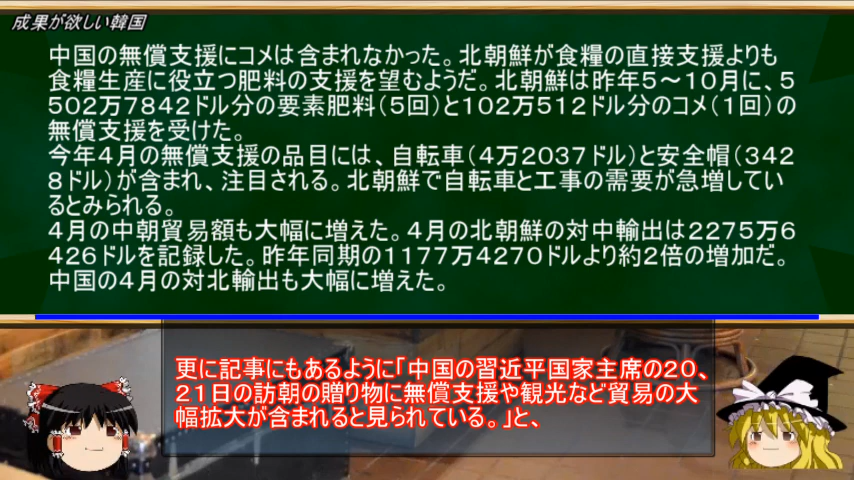 成果が欲しい韓国
中国の無償支援にコメは含まれなかった。北朝鮮が食糧の直接支援よりも
食糧生産に役立つ肥料の支援を望むようだ。北朝鮮は昨年５～１０月に、５
５０２万７８４２ドル分の要素肥料（５回）と１０２万５１２ドル分のコメ（１回）の
無償支援を受けた。
今年４月の無償支援の品目には、自転車（４万２０３７ドル）と安全帽（３４２
８ドル）が含まれ、注目される。北朝鮮で自転車と工事の需要が急増してい
るとみられる。
４月の中朝貿易額も大幅に増えた。４月の北朝鮮の対中輸出は２２７５万６
４２６ドルを記録した。昨年同期の１１７７万４２７０ドルより約２倍の増加だ。
中国の４月の対北輸出も大幅に増えた。
更に記事にもあるように「中国の習近平国家主席の２０、
２１日の訪朝の贈り物に無償支援や観光など貿易の大
幅拡大が含まれると見られている。」と、